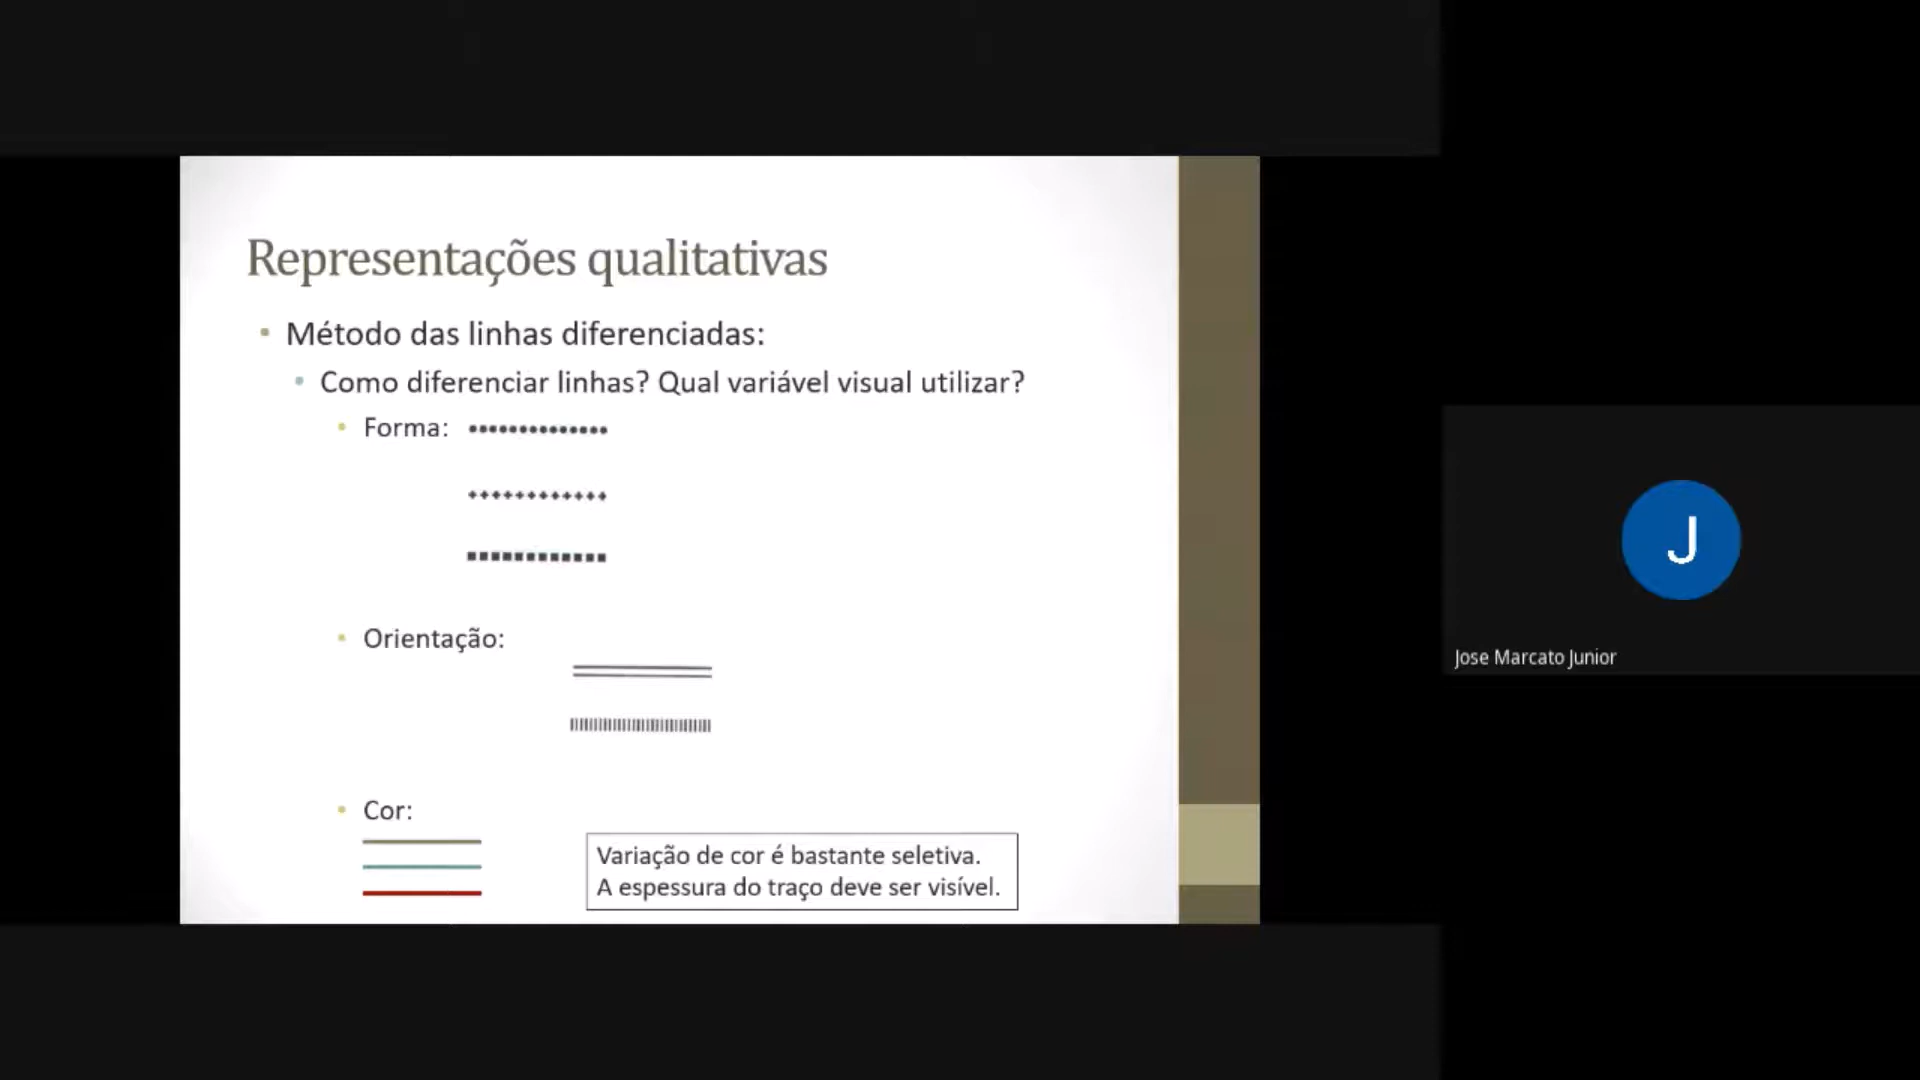 Representações qualitativas
• Método das linhas diferenciadas:
• Como diferenciar linhas? Qual variável visual utilizar?
• Forma:
• Orientação:
• Cor:
Variação de cor é bastante seletiva.
A espessura do traço deve ser visível.
J
Jose Marcato Junior